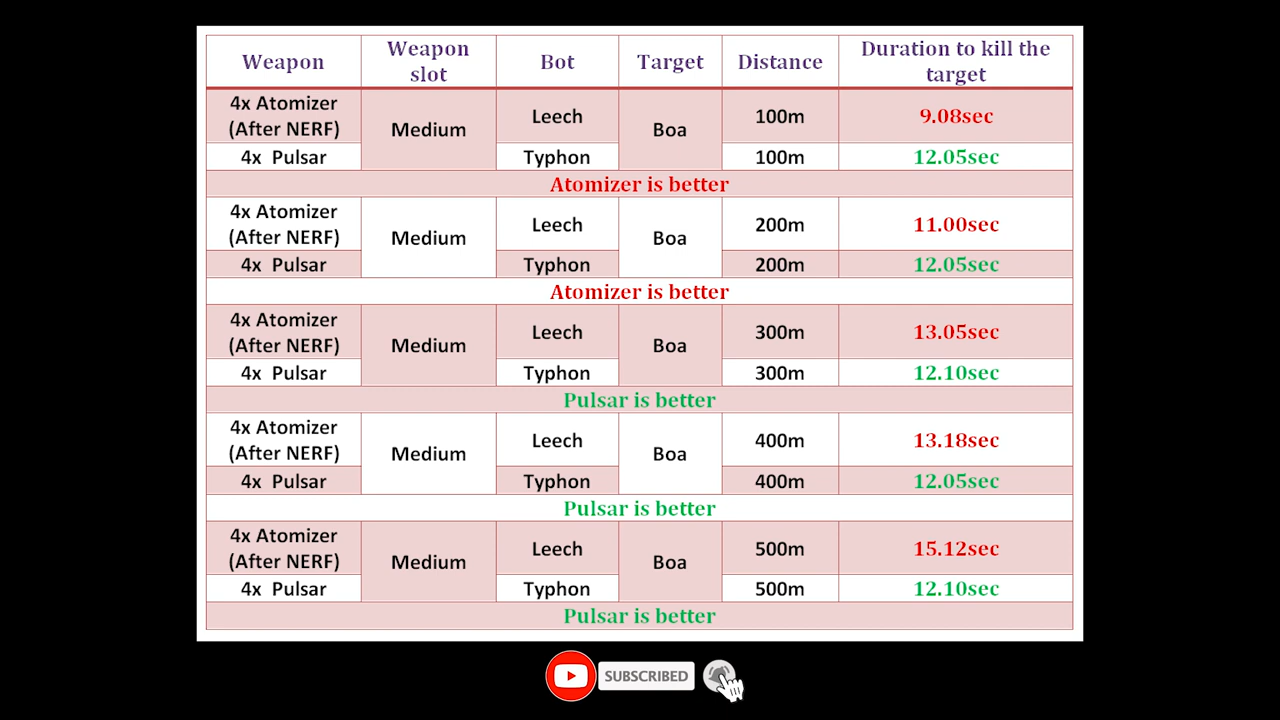 Weapon
Weapon
slot
Bot
Target
Distance
Duration to kill the
target
4x Atomizer
(After NERF)
Medium
Leech
Boa
100m
9.08sec
4x Pulsar
Typhon
100m
12.05sec
Atomizer is better
4x Atomizer
(After NERF)
Medium
Leech
Boa
200m
11.00sec
4x Pulsar
Typhon
200m
12.05sec
Atomizer is better
4x Atomizer
(After NERF)
Medium
Leech
Boa
300m
13.05sec
4x Pulsar
Typhon
300m
12.10sec
Pulsar is better
4x Atomizer
(After NERF)
Medium
Leech
Boa
400m
13.18sec
4x Pulsar
Typhon
400m
12.05sec
Pulsar is better
4x Atomizer
(After NERF)
Medium
Leech
Boa
500m
15.12sec
4x Pulsar
Typhon
500m
12.10sec
Pulsar is better
SUBSCRIBED